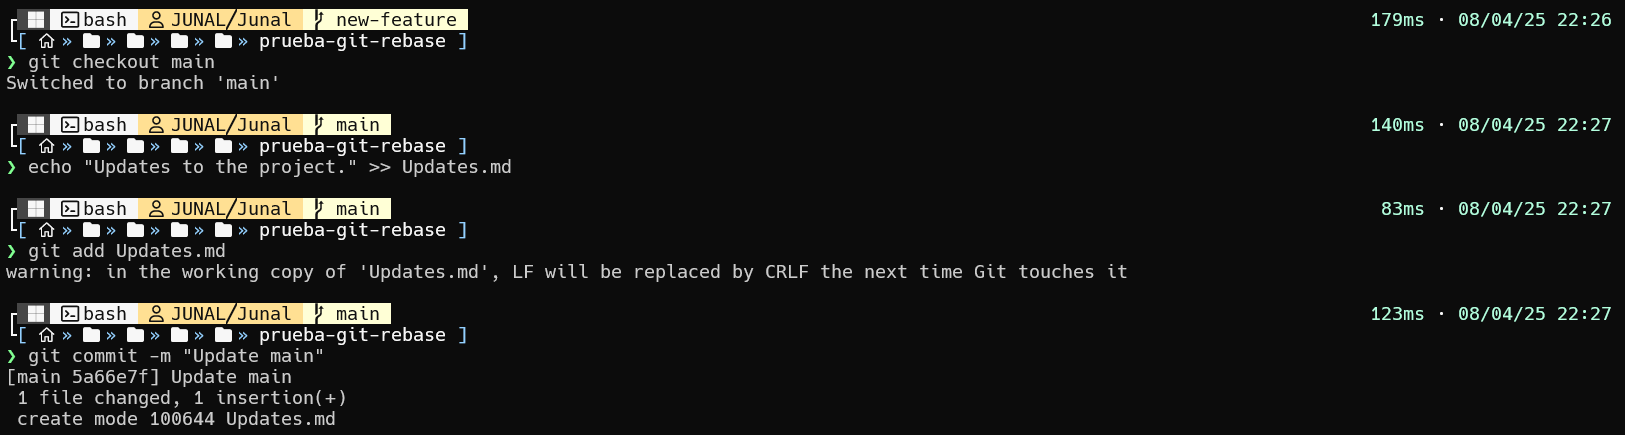 bash JUNAL/Junal new-feature 179ms · 08/04/25 22:26
[ » » » » » prueba-git-rebase ]
❯ git checkout main
Switched to branch 'main'
bash JUNAL/Junal main 140ms · 08/04/25 22:27
[ » » » » » prueba-git-rebase ]
❯ echo "Updates to the project." >> Updates.md
bash JUNAL/Junal main 83ms · 08/04/25 22:27
[ » » » » » prueba-git-rebase ]
❯ git add Updates.md
warning: in the working copy of 'Updates.md', LF will be replaced by CRLF the next time Git touches it
bash JUNAL/Junal main 123ms · 08/04/25 22:27
[ » » » » » prueba-git-rebase ]
❯ git commit -m "Update main"
[main 5a66e7f] Update main
1 file changed, 1 insertion(+)
create mode 100644 Updates.md